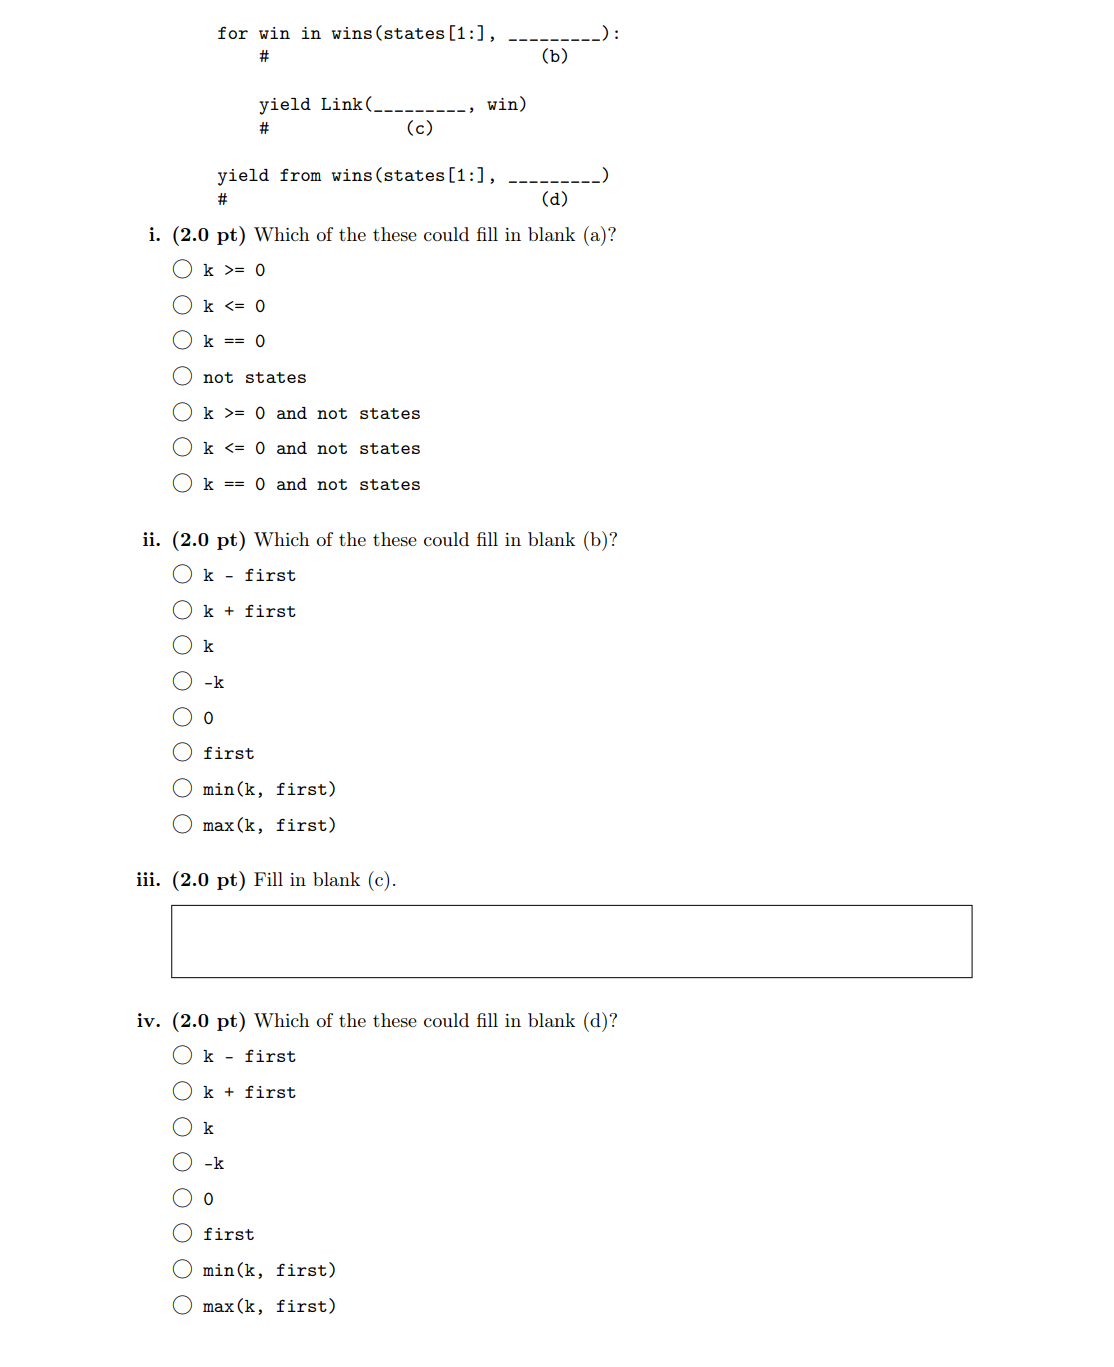 for win in wins(states[1:], _________):
# (b)
yield Link(_________, win)
# (c)
yield from wins(states[1:], _________)
# (d)
i. (2.0 pt) Which of the these could fill in blank (a)?
k >= 0
k <= 0
k == 0
not states
k >= 0 and not states
k <= 0 and not states
k == 0 and not states
ii. (2.0 pt) Which of the these could fill in blank (b)?
k - first
k + first
k
-k
0
first
min(k, first)
max(k, first)
iii. (2.0 pt) Fill in blank (c).
iv. (2.0 pt) Which of the these could fill in blank (d)?
k - first
k + first
k
-k
0
first
min(k, first)
max(k, first)